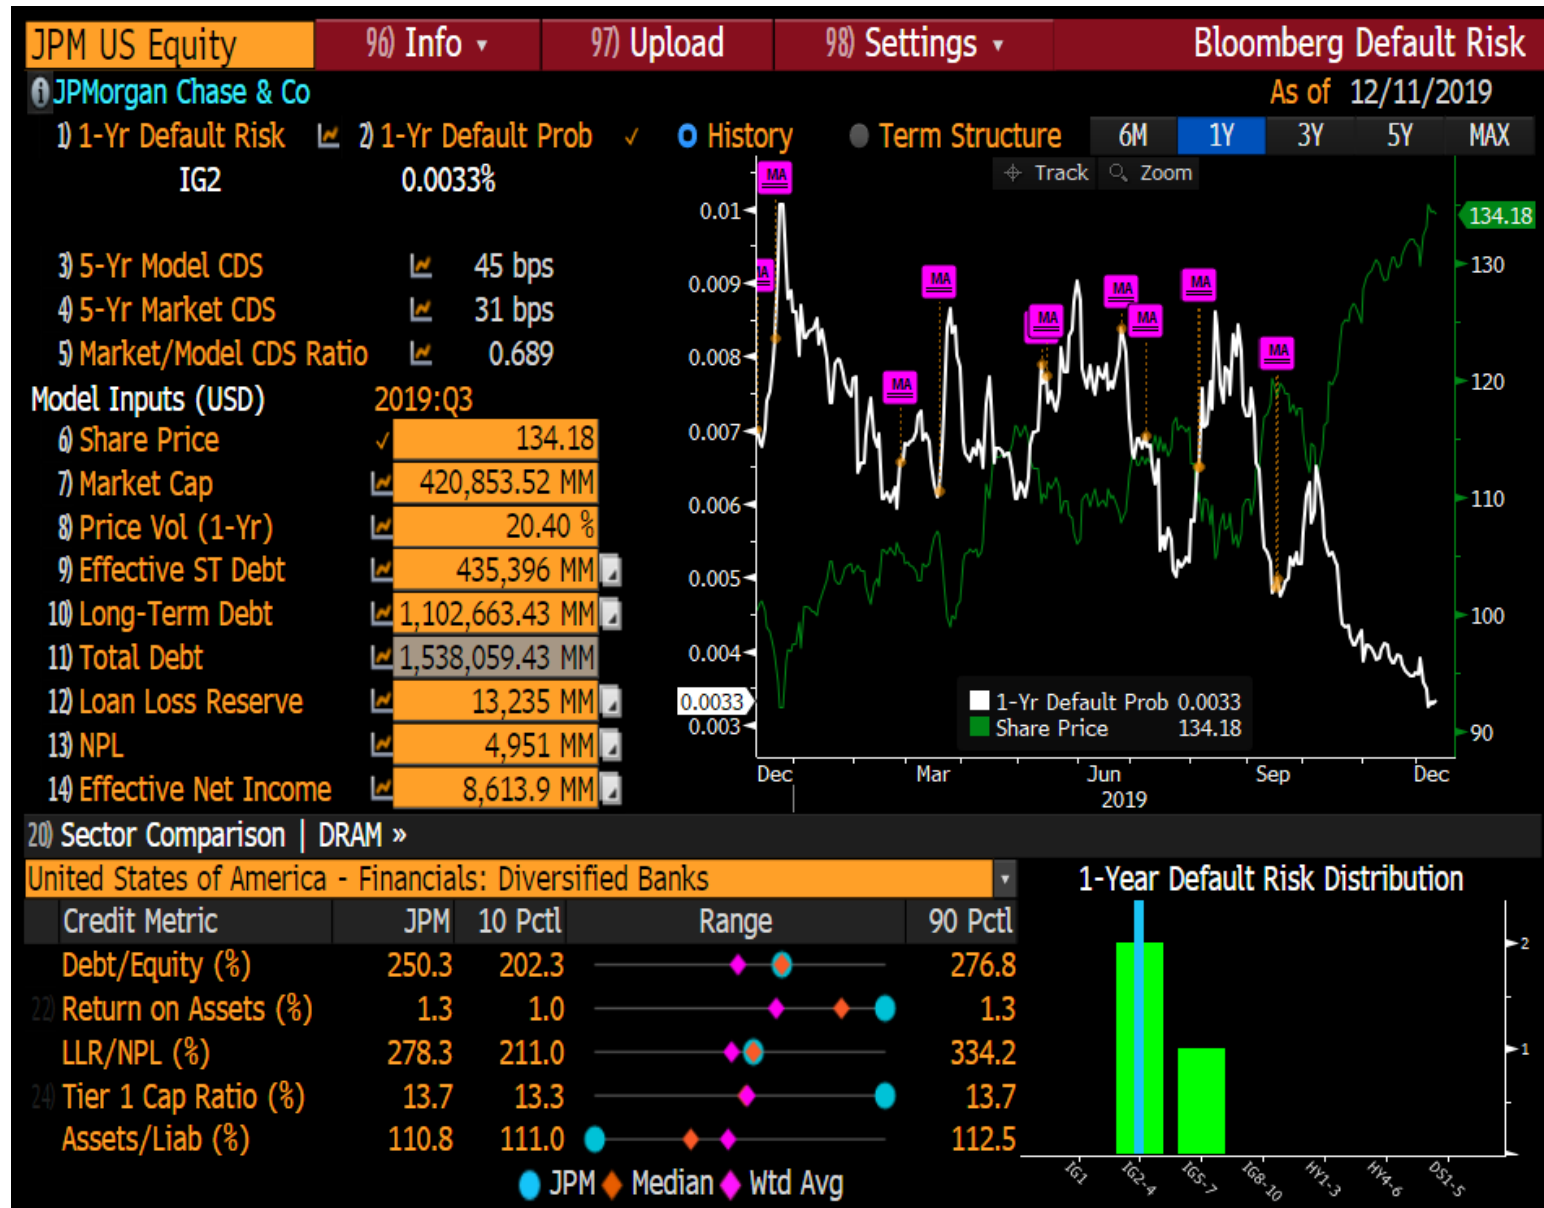 JPM US Equity 96) Info 97) Upload 98) Settings Bloomberg Default Risk
JPMorgan Chase & Co As of 12/11/2019
1) 1-Yr Default Risk 2) 1-Yr Default Prob ✓ History Term Structure 6M 1Y 3Y 5Y MAX
IG2 0.0033%
Track Zoom
3) 5-Yr Model CDS 45 bps
4) 5-Yr Market CDS 31 bps
5) Market/Model CDS Ratio 0.689
Model Inputs (USD) 2019:Q3
6) Share Price ✓ 134.18
7) Market Cap 420,853.52 MM
8) Price Vol (1-Yr) 20.40 %
9) Effective ST Debt 435,396 MM
10) Long-Term Debt 1,102,663.43 MM
11) Total Debt 1,538,059.43 MM
12) Loan Loss Reserve 13,235 MM
13) NPL 4,951 MM
14) Effective Net Income 8,613.9 MM
0.01
0.009
0.008
0.007
0.006
0.005
0.004
0.0033
0.003
MA
MA
MA
MA
MA
MA
MA
MA
MA
134.18
130
120
110
100
90
1-Yr Default Prob 0.0033
Share Price 134.18
Dec Mar Jun Sep Dec
2019
20) Sector Comparison | DRAM »
United States of America - Financials: Diversified Banks
Credit Metric JPM 10 Pctl Range 90 Pctl
Debt/Equity (%) 250.3 202.3 276.8
22) Return on Assets (%) 1.3 1.0 1.3
LLR/NPL (%) 278.3 211.0 334.2
24) Tier 1 Cap Ratio (%) 13.7 13.3 13.7
Assets/Liab (%) 110.8 111.0 112.5
JPM Median Wtd Avg
1-Year Default Risk Distribution
2
1
IG1 IG2-4 IG5-7 IG8-10 HY1-3 HY4-6 DS1-5